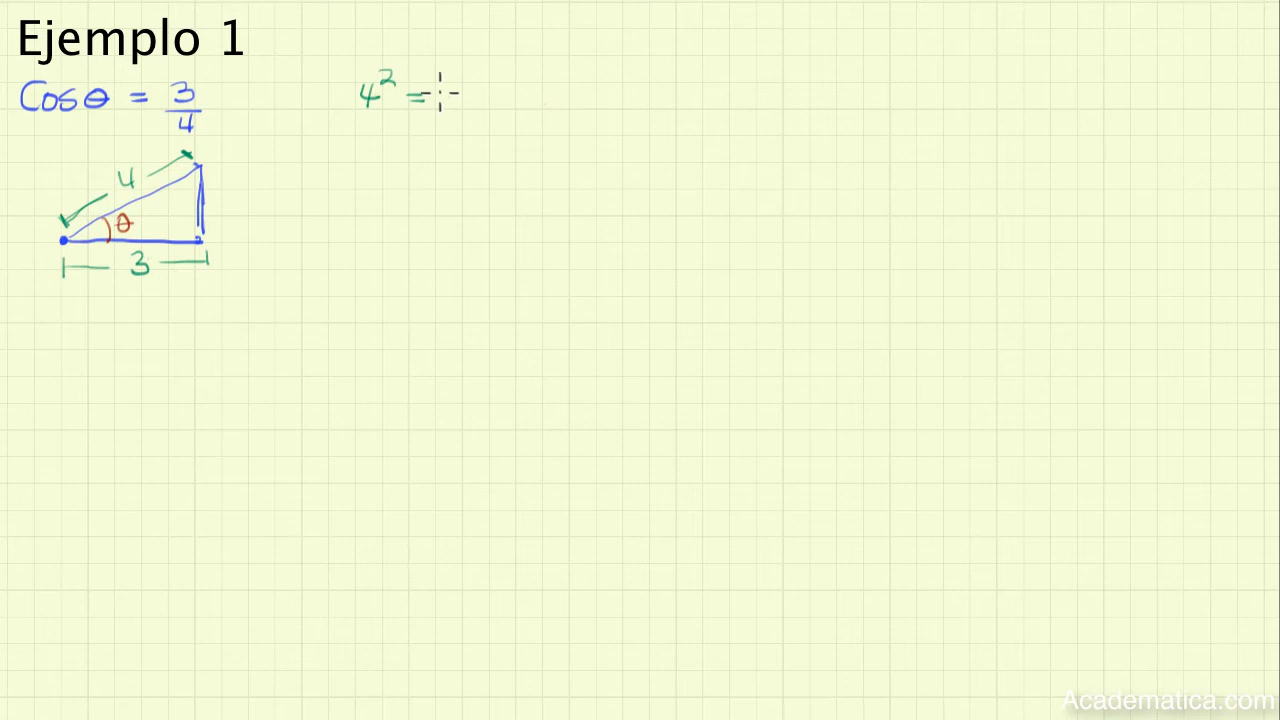 Ejemplo 1
Cosθ = 3/4
4² =
4
θ
3
Academatica.com